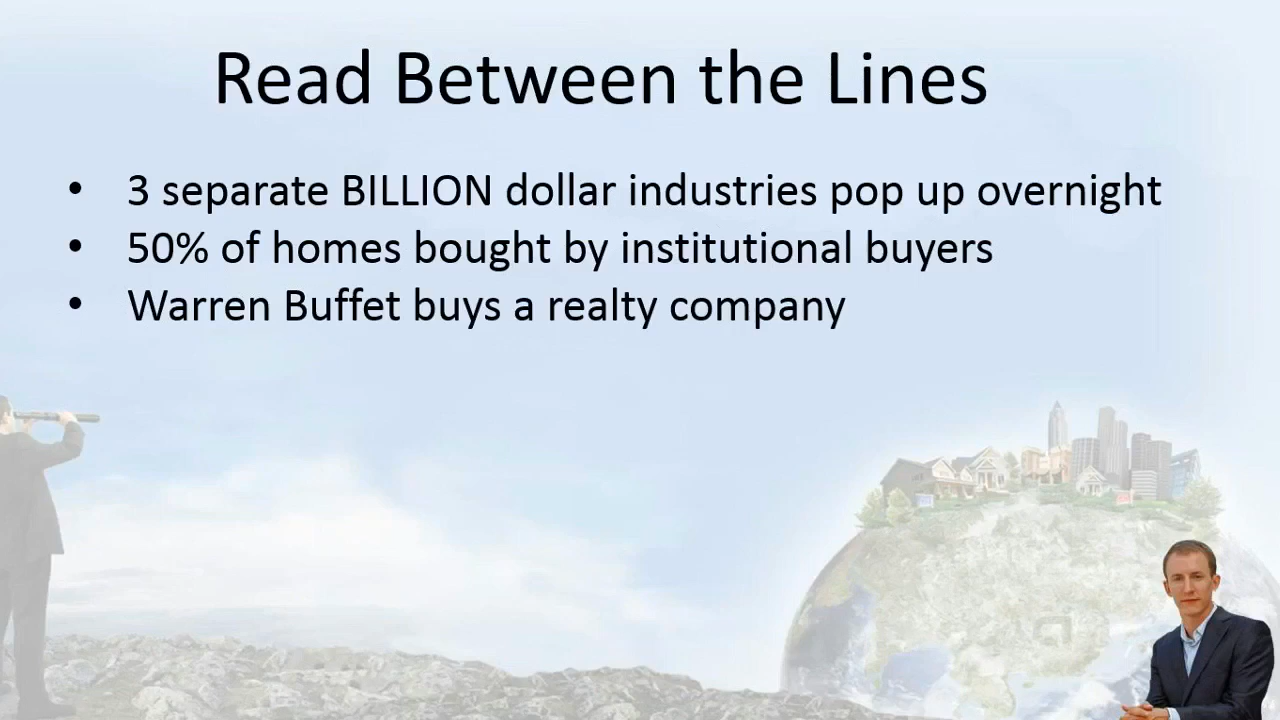 Read Between the Lines
• 3 separate BILLION dollar industries pop up overnight
• 50% of homes bought by institutional buyers
• Warren Buffet buys a realty company